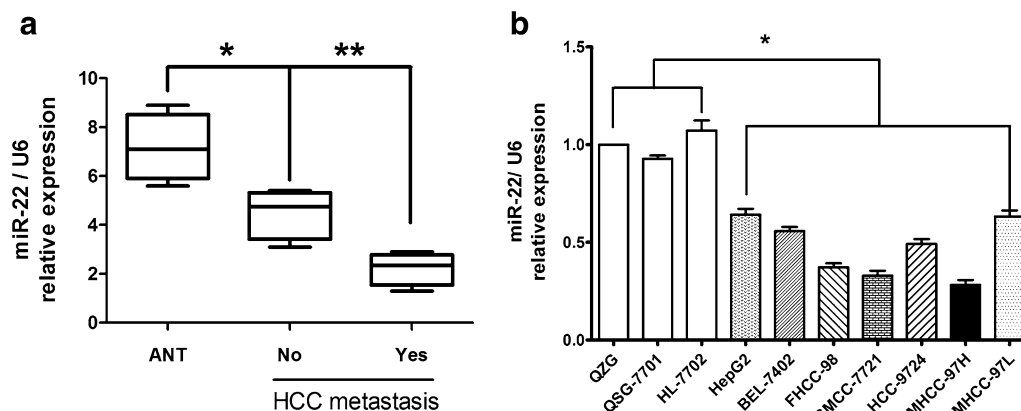 a
*
**
10
8
6
4
2
0
miR-22 / U6
relative expression
ANT
No
Yes
HCC metastasis
b
*
1.5
1.0
0.5
0.0
miR-22/ U6
relative expression
QZG
QSG-7701
HL-7702
HepG2
BEL-7402
FHCC-98
MCC-7721
HCC-9724
MHCC-97H
MHCC-97L